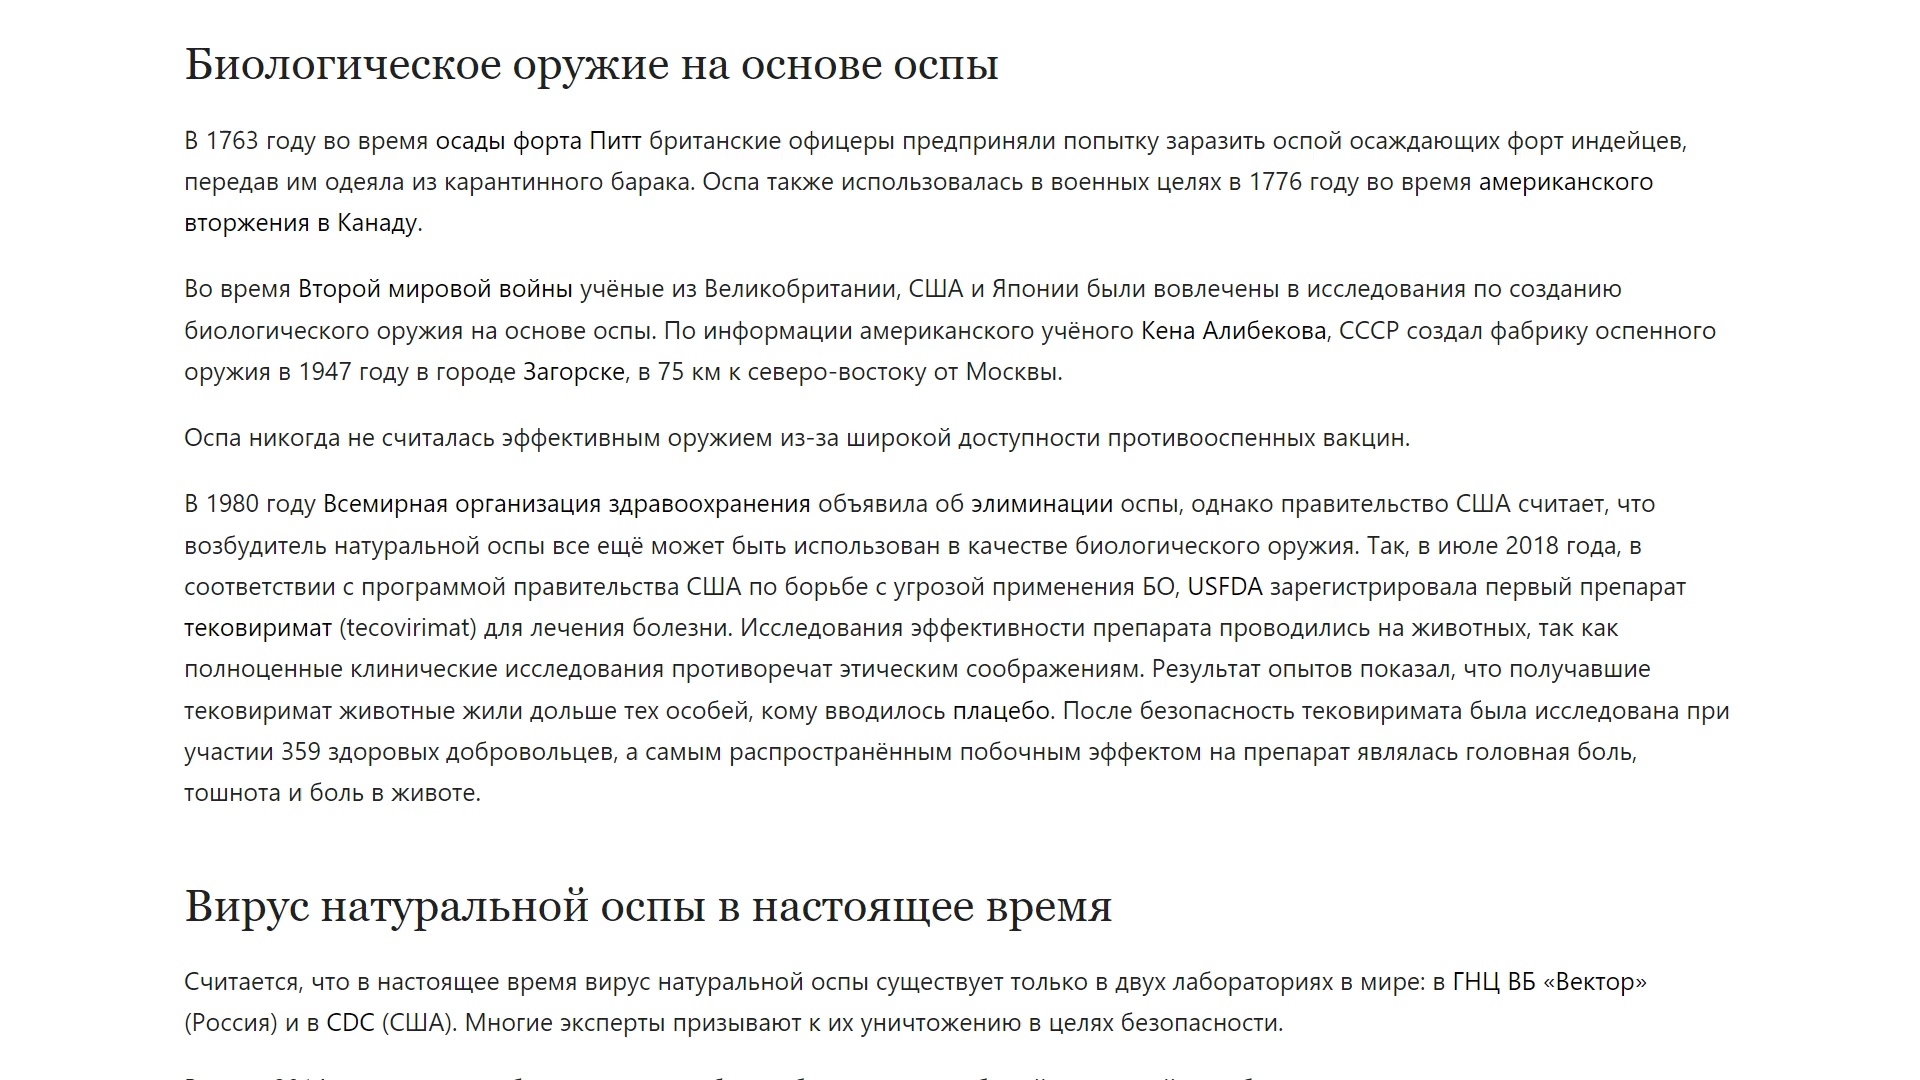 Биологическое оружие на основе оспы
В 1763 году во время осады форта Питт британские офицеры предприняли попытку заразить оспой осаждающих форт индейцев,
передав им одеяла из карантинного барака. Оспа также использовалась в военных целях в 1776 году во время американского
вторжения в Канаду.
Во время Второй мировой войны учёные из Великобритании, США и Японии были вовлечены в исследования по созданию
биологического оружия на основе оспы. По информации американского учёного Кена Алибекова, СССР создал фабрику оспенного
оружия в 1947 году в городе Загорске, в 75 км к северо-востоку от Москвы.
Оспа никогда не считалась эффективным оружием из-за широкой доступности противооспенных вакцин.
В 1980 году Всемирная организация здравоохранения объявила об элиминации оспы, однако правительство США считает, что
возбудитель натуральной оспы все ещё может быть использован в качестве биологического оружия. Так, в июле 2018 года, в
соответствии с программой правительства США по борьбе с угрозой применения БО, USFDA зарегистрировала первый препарат
тековиримат (tecovirimat) для лечения болезни. Исследования эффективности препарата проводились на животных, так как
полноценные клинические исследования противоречат этическим соображениям. Результат опытов показал, что получавшие
тековиримат животные жили дольше тех особей, кому вводилось плацебо. После безопасность тековиримата была исследована при
участии 359 здоровых добровольцев, а самым распространённым побочным эффектом на препарат являлась головная боль,
тошнота и боль в животе.
Вирус натуральной оспы в настоящее время
Считается, что в настоящее время вирус натуральной оспы существует только в двух лабораториях в мире: в ГНЦ ВБ «Вектор»
(Россия) и в CDC (США). Многие эксперты призывают к их уничтожению в целях безопасности.